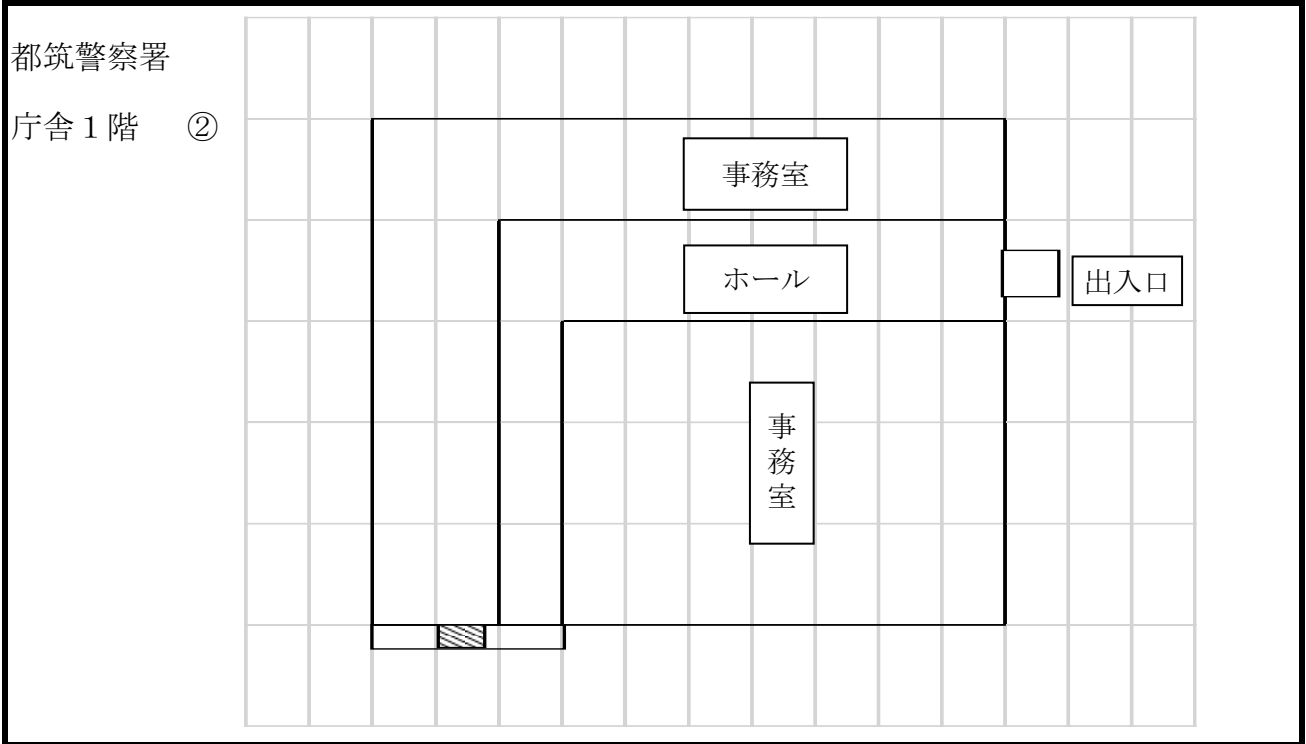 都筑警察署
庁舎１階　②
事務室
ホール
出入口
事務室